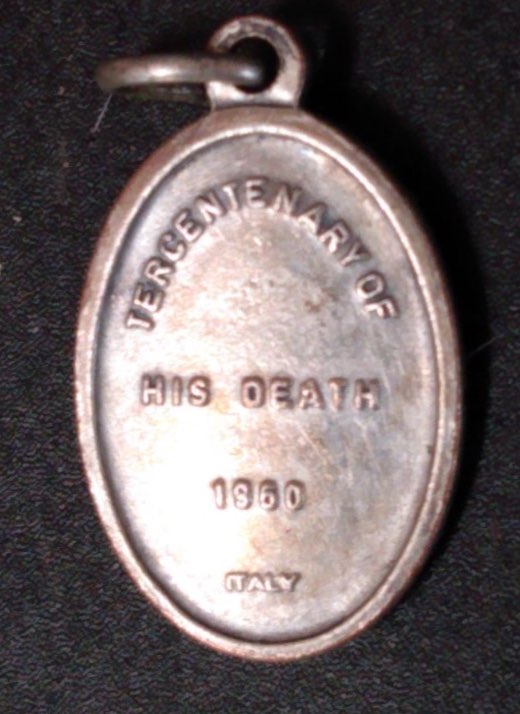 TERCENTENARY OF
HIS DEATH
1960
ITALY